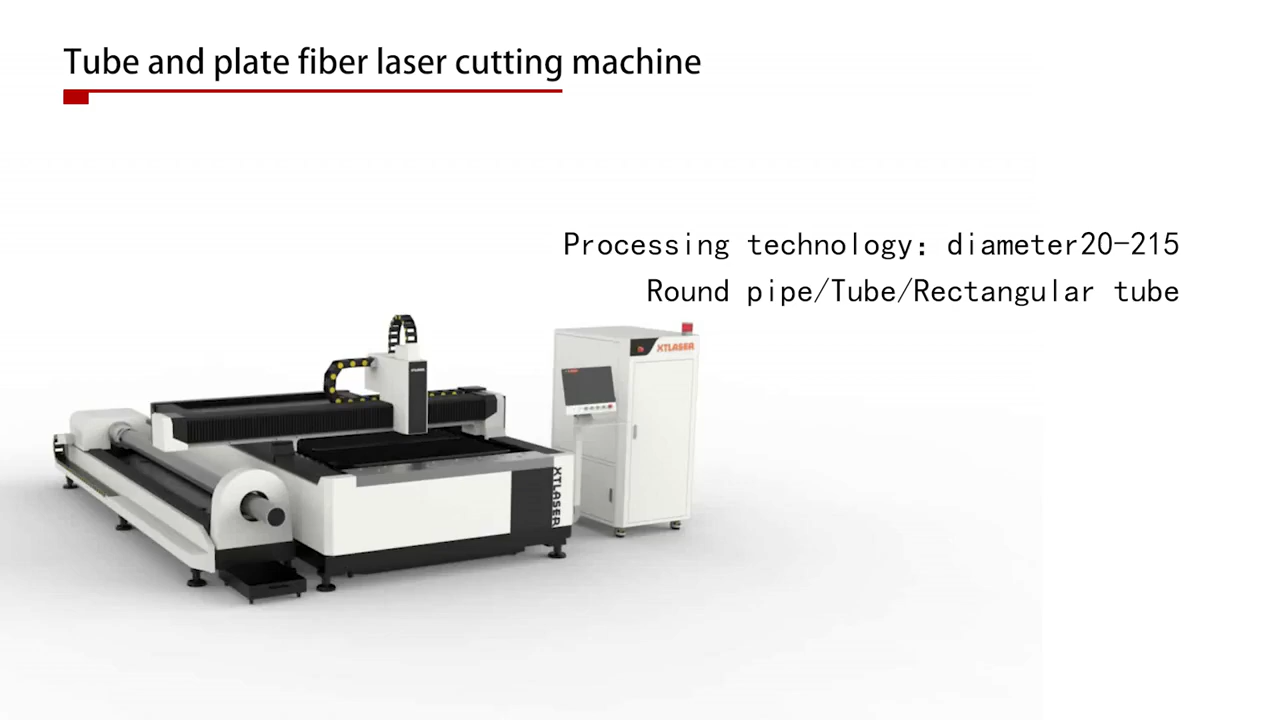 Tube and plate fiber laser cutting machine
Processing technology：diameter20-215
Round pipe/Tube/Rectangular tube
XTLASER
XTLASER